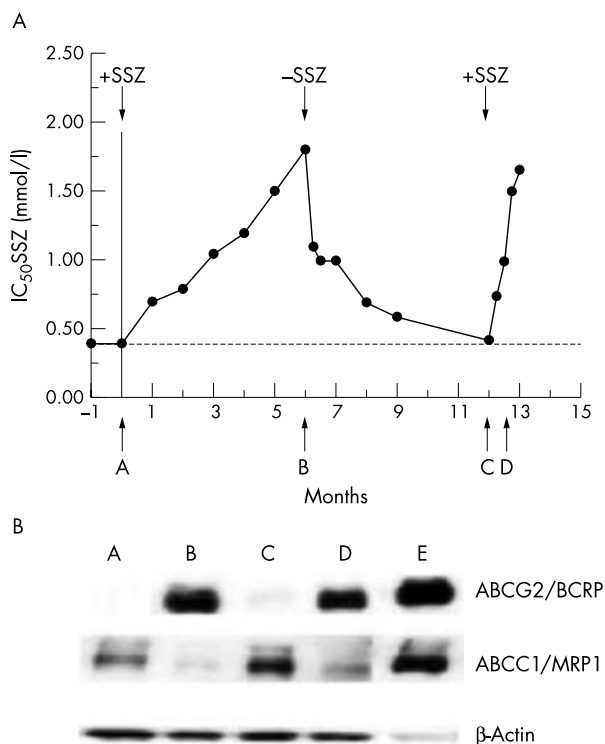 A
2.50
+SSZ
–SSZ
+SSZ
2.00
1.50
1.00
0.50
0.00
IC50SSZ (mmol/l)
–1 1 3 5 7 9 11 13 15
A B C D
Months
B
A B C D E
ABCG2/BCRP
ABCC1/MRP1
β-Actin